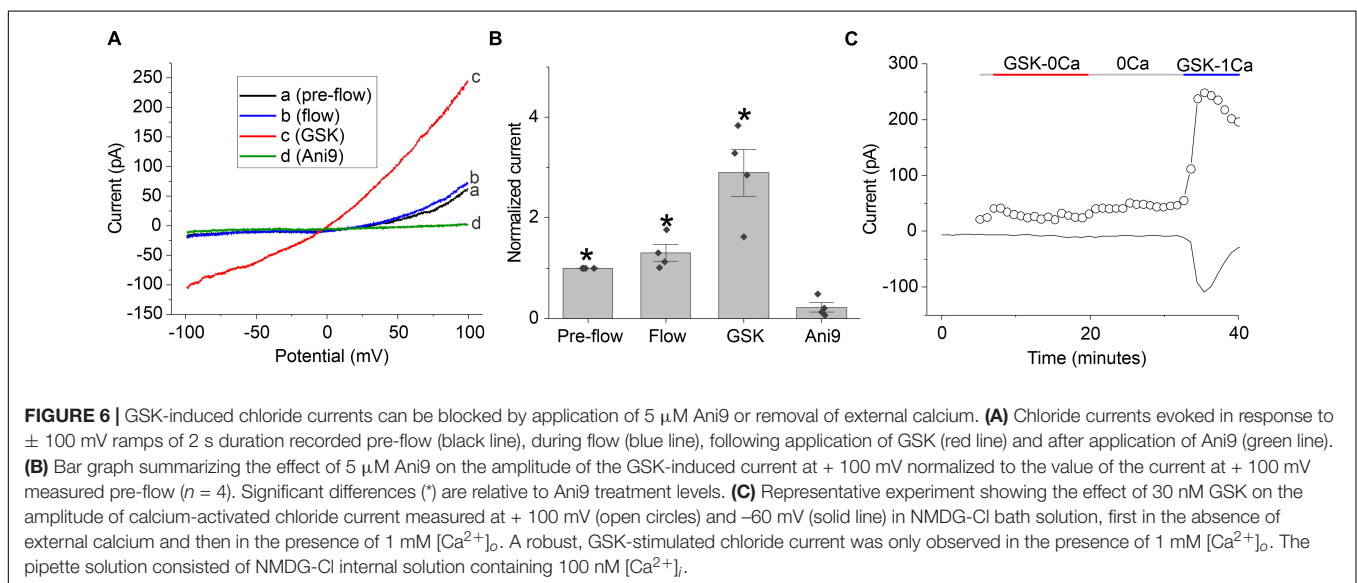 A
250
200
150
100
50
0
-50
-100
150
Current (pA)
-100 -50 0 50 100
Potential (mV)
a (pre-flow)
b (flow)
c (GSK)
d (Ani9)
c
b
a
d
B
4
2
0
Normalized current
* * *
Pre-flow Flow GSK Ani9
C
300
200
100
0
-100
Current (pA)
GSK-0Ca 0Ca GSK-1Ca
0 20 40
Time (minutes)
FIGURE 6 | GSK-induced chloride currents can be blocked by application of 5 μM Ani9 or removal of external calcium. (A) Chloride currents evoked in response to
± 100 mV ramps of 2 s duration recorded pre-flow (black line), during flow (blue line), following application of GSK (red line) and after application of Ani9 (green line).
(B) Bar graph summarizing the effect of 5 μM Ani9 on the amplitude of the GSK-induced current at + 100 mV normalized to the value of the current at + 100 mV
measured pre-flow (n = 4). Significant differences (*) are relative to Ani9 treatment levels. (C) Representative experiment showing the effect of 30 nM GSK on the
amplitude of calcium-activated chloride current measured at + 100 mV (open circles) and –60 mV (solid line) in NMDG-Cl bath solution, first in the absence of
external calcium and then in the presence of 1 mM [Ca²⁺]ₒ. A robust, GSK-stimulated chloride current was only observed in the presence of 1 mM [Ca²⁺]ₒ. The
pipette solution consisted of NMDG-Cl internal solution containing 100 nM [Ca²⁺]ᵢ.